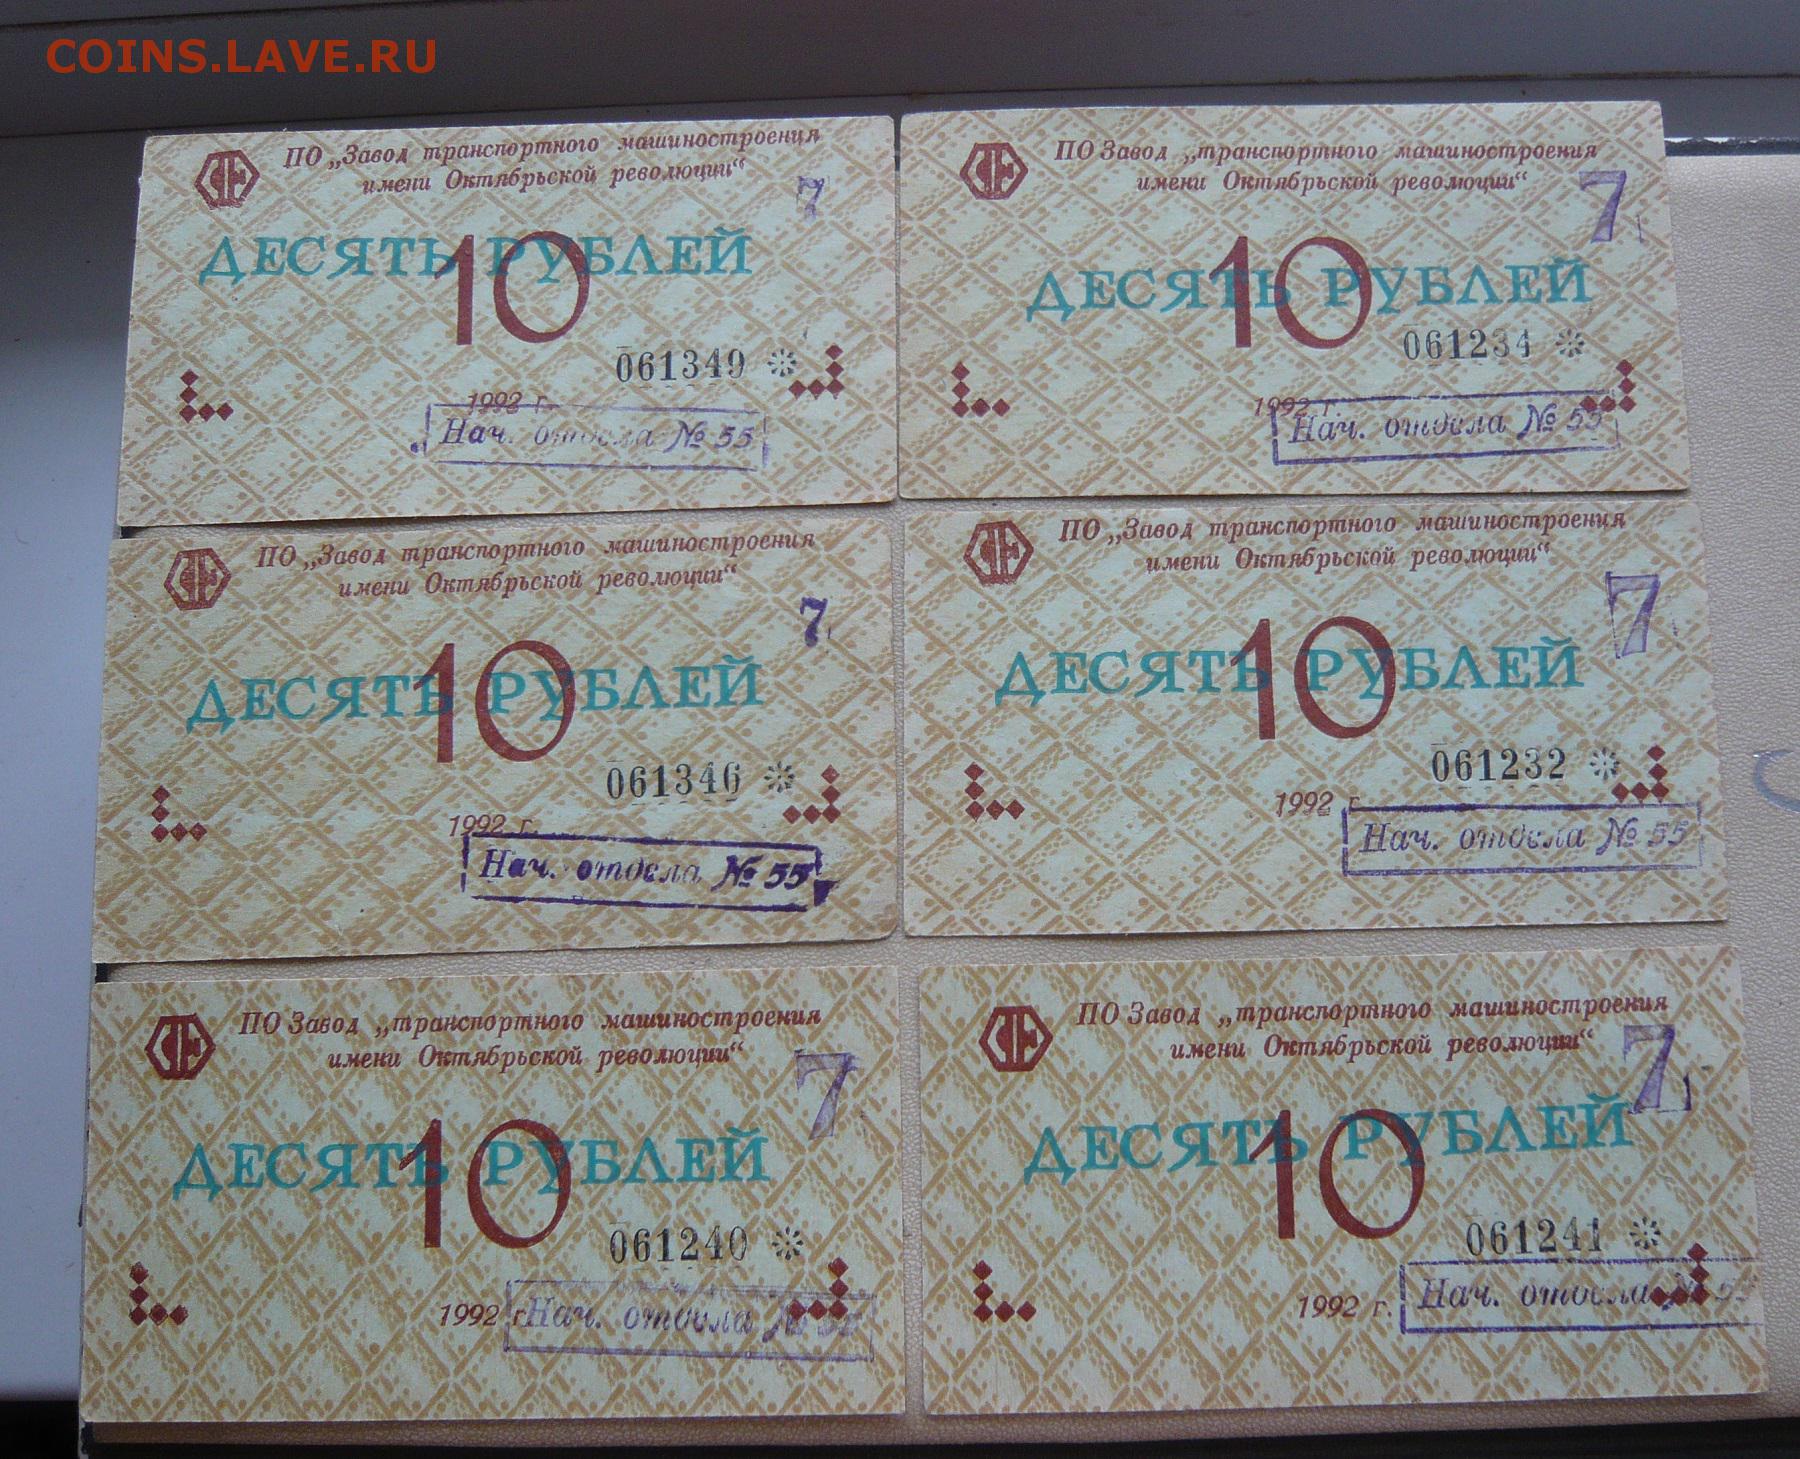 COINS.LAVE.RU
ПО „Завод транспортного машиностроения
имени Октябрьской революции“
7
ДЕСЯТЬ РУБЛЕЙ
10
061349
1992 г.
Нач. отдела № 55
ПО Завод „транспортного машиностроения
имени Октябрьской революции“
7
ДЕСЯТЬ РУБЛЕЙ
10
061234
1992 г.
Нач. отдела № 55
ПО „Завод транспортного машиностроения
имени Октябрьской революции“
7
ДЕСЯТЬ РУБЛЕЙ
10
061346
1992 г.
Нач. отдела № 55
ПО „Завод транспортного машиностроения
имени Октябрьской революции“
7
ДЕСЯТЬ РУБЛЕЙ
10
061232
1992 г
Нач. отдела № 55
ПО Завод „транспортного машиностроения
имени Октябрьской революции“
7
ДЕСЯТЬ РУБЛЕЙ
10
061240
1992 г.
Нач. отдела № 55
ПО Завод „транспортного машиностроения
имени Октябрьской революции“
7
ДЕСЯТЬ РУБЛЕЙ
10
061241
1992 г.
Нач. отдела № 55